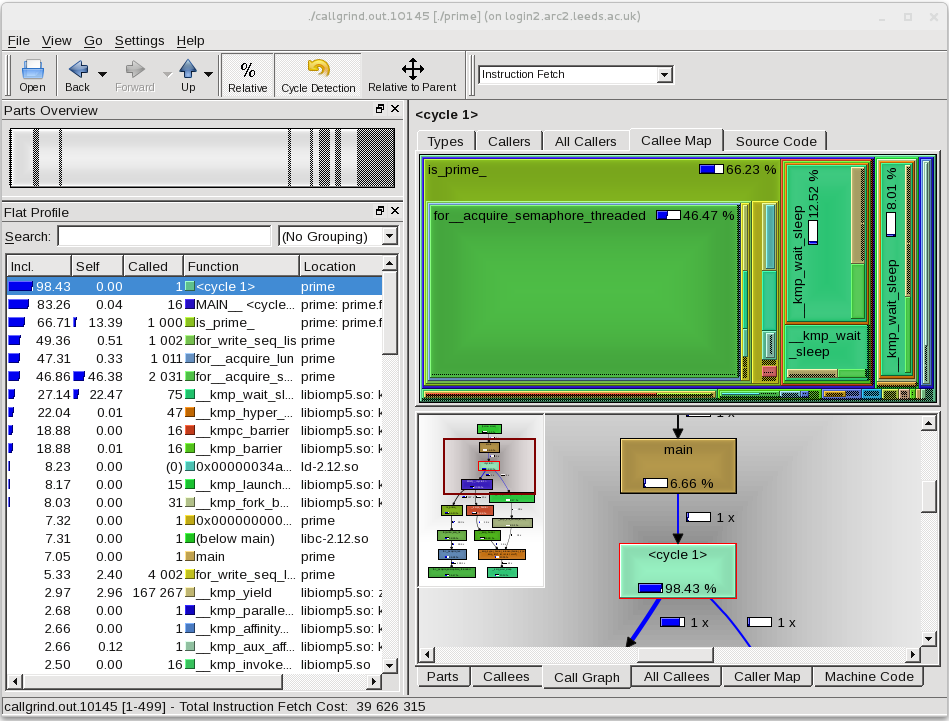 ./callgrind.out.10145 [./prime] (on login2.arc2.leeds.ac.uk)
File View Go Settings Help
Open Back Forward Up % Relative Cycle Detection Relative to Parent Instruction Fetch
Parts Overview
Flat Profile
Search: (No Grouping)
Incl. Self Called Function Location
98.43 0.00 1 <cycle 1> prime
83.26 0.04 16 MAIN__ <cycle... prime: prime.f
66.71 13.39 1 000 is_prime_ prime: prime.f
49.36 0.51 1 002 for_write_seq_lis prime
47.31 0.33 1 011 for__acquire_lun prime
46.86 46.38 2 031 for__acquire_s... prime
27.14 22.47 75 __kmp_wait_sl... libiomp5.so: k
22.04 0.01 47 __kmp_hyper_... libiomp5.so: k
18.88 0.00 16 __kmpc_barrier libiomp5.so: k
18.88 0.01 16 __kmp_barrier libiomp5.so: k
8.23 0.00 (0) 0x00000034a... ld-2.12.so
8.17 0.00 15 __kmp_launch... libiomp5.so: k
8.03 0.00 31 __kmp_fork_b... libiomp5.so: k
7.32 0.00 1 0x000000000... prime
7.31 0.00 1 (below main) libc-2.12.so
7.05 0.00 1 main prime
5.33 2.40 4 002 for_write_seq_l... prime
2.97 2.96 167 267 __kmp_yield libiomp5.so: z
2.68 0.00 1 __kmp_paralle... libiomp5.so: k
2.66 0.00 1 __kmp_affinity... libiomp5.so: k
2.66 0.12 1 __kmp_aux_aff... libiomp5.so: k
2.50 0.00 16 __kmp_invoke... libiomp5.so
<cycle 1>
Types Callers All Callers Callee Map Source Code
is_prime_ 66.23 %
for__acquire_semaphore_threaded 46.47 %
__kmp_wait_sleep 12.52 %
__kmp_wait
_sleep
__kmp_wait_sleep 8.01 %
1 x
main
6.66 %
1 x
<cycle 1>
98.43 %
1 x 1 x
Parts Callees Call Graph All Callees Caller Map Machine Code
callgrind.out.10145 [1-499] - Total Instruction Fetch Cost: 39 626 315